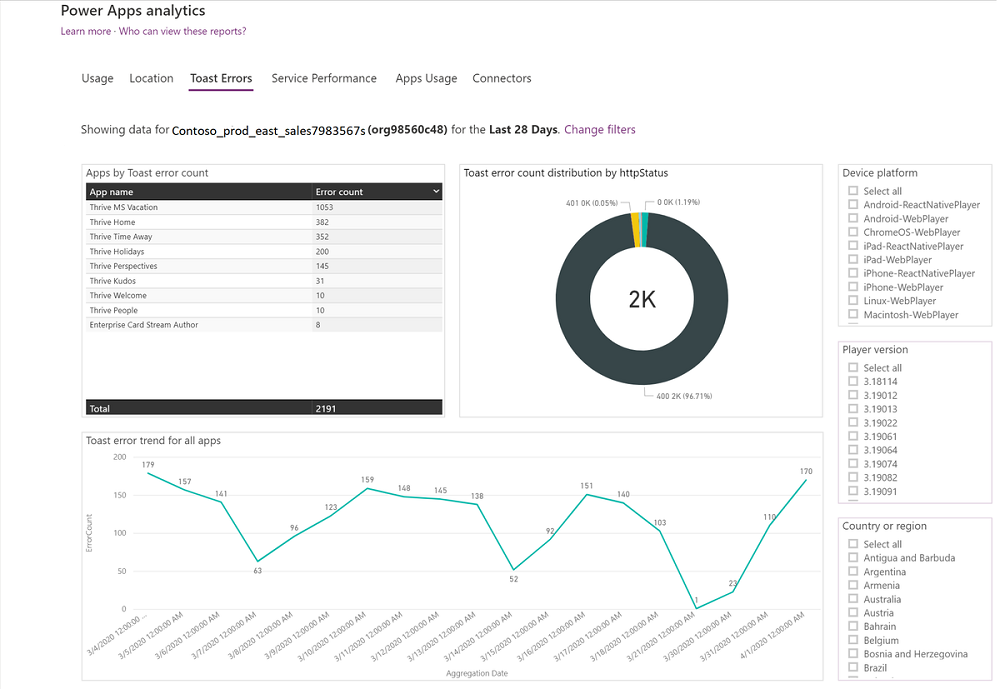 Power Apps analytics
Learn more · Who can view these reports?
Usage Location Toast Errors Service Performance Apps Usage Connectors
Showing data for Contoso_prod_east_sales7983567s (org98560c48) for the Last 28 Days. Change filters
Apps by Toast error count
App name Error count
Thrive MS Vacation 1053
Thrive Home 382
Thrive Time Away 352
Thrive Holidays 200
Thrive Perspectives 145
Thrive Kudos 31
Thrive Welcome 10
Thrive People 10
Enterprise Card Stream Author 8
Total 2191
Toast error count distribution by httpStatus
401 0K (0.05%)
0 0K (1.19%)
2K
400 2K (96.71%)
Device platform
Select all
Android-ReactNativePlayer
Android-WebPlayer
ChromeOS-WebPlayer
iPad-ReactNativePlayer
iPad-WebPlayer
iPhone-ReactNativePlayer
iPhone-WebPlayer
Linux-WebPlayer
Macintosh-WebPlayer
Player version
Select all
3.18114
3.19012
3.19013
3.19022
3.19061
3.19064
3.19074
3.19082
3.19091
Toast error trend for all apps
ErrorCount
200
150
100
50
0
179 157 141 63 96 123 159 148 145 138 52 92 151 140 103 1 23 110 170
3/4/2020 12:00:00 ...
3/5/2020 12:00:00 AM
3/6/2020 12:00:00 AM
3/7/2020 12:00:00 AM
3/8/2020 12:00:00 AM
3/9/2020 12:00:00 AM
3/10/2020 12:00:00 AM
3/11/2020 12:00:00 AM
3/12/2020 12:00:00 AM
3/13/2020 12:00:00 AM
3/14/2020 12:00:00 AM
3/15/2020 12:00:00 AM
3/16/2020 12:00:00 AM
3/17/2020 12:00:00 AM
3/18/2020 12:00:00 AM
3/21/2020 12:00:00 AM
3/30/2020 12:00:00 AM
3/31/2020 12:00:00 AM
4/1/2020 12:00:00 AM
Aggregation Date
Country or region
Select all
Antigua and Barbuda
Argentina
Armenia
Australia
Austria
Bahrain
Belgium
Bosnia and Herzegovina
Brazil